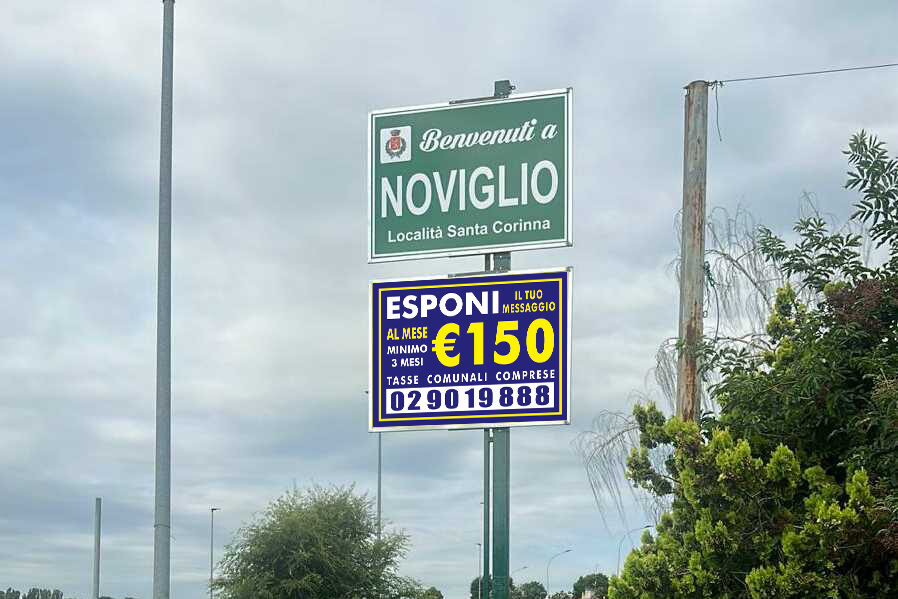 Benvenuti a
NOVIGLIO
Località Santa Corinna
ESPONI IL TUO MESSAGGIO
AL MESE
MINIMO
3 MESI
€150
TASSE COMUNALI COMPRESE
02 90 19 888